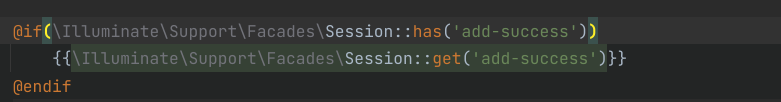 @if(\Illuminate\Support\Facades\Session::has('add-success'))
{{\Illuminate\Support\Facades\Session::get('add-success')}}
@endif